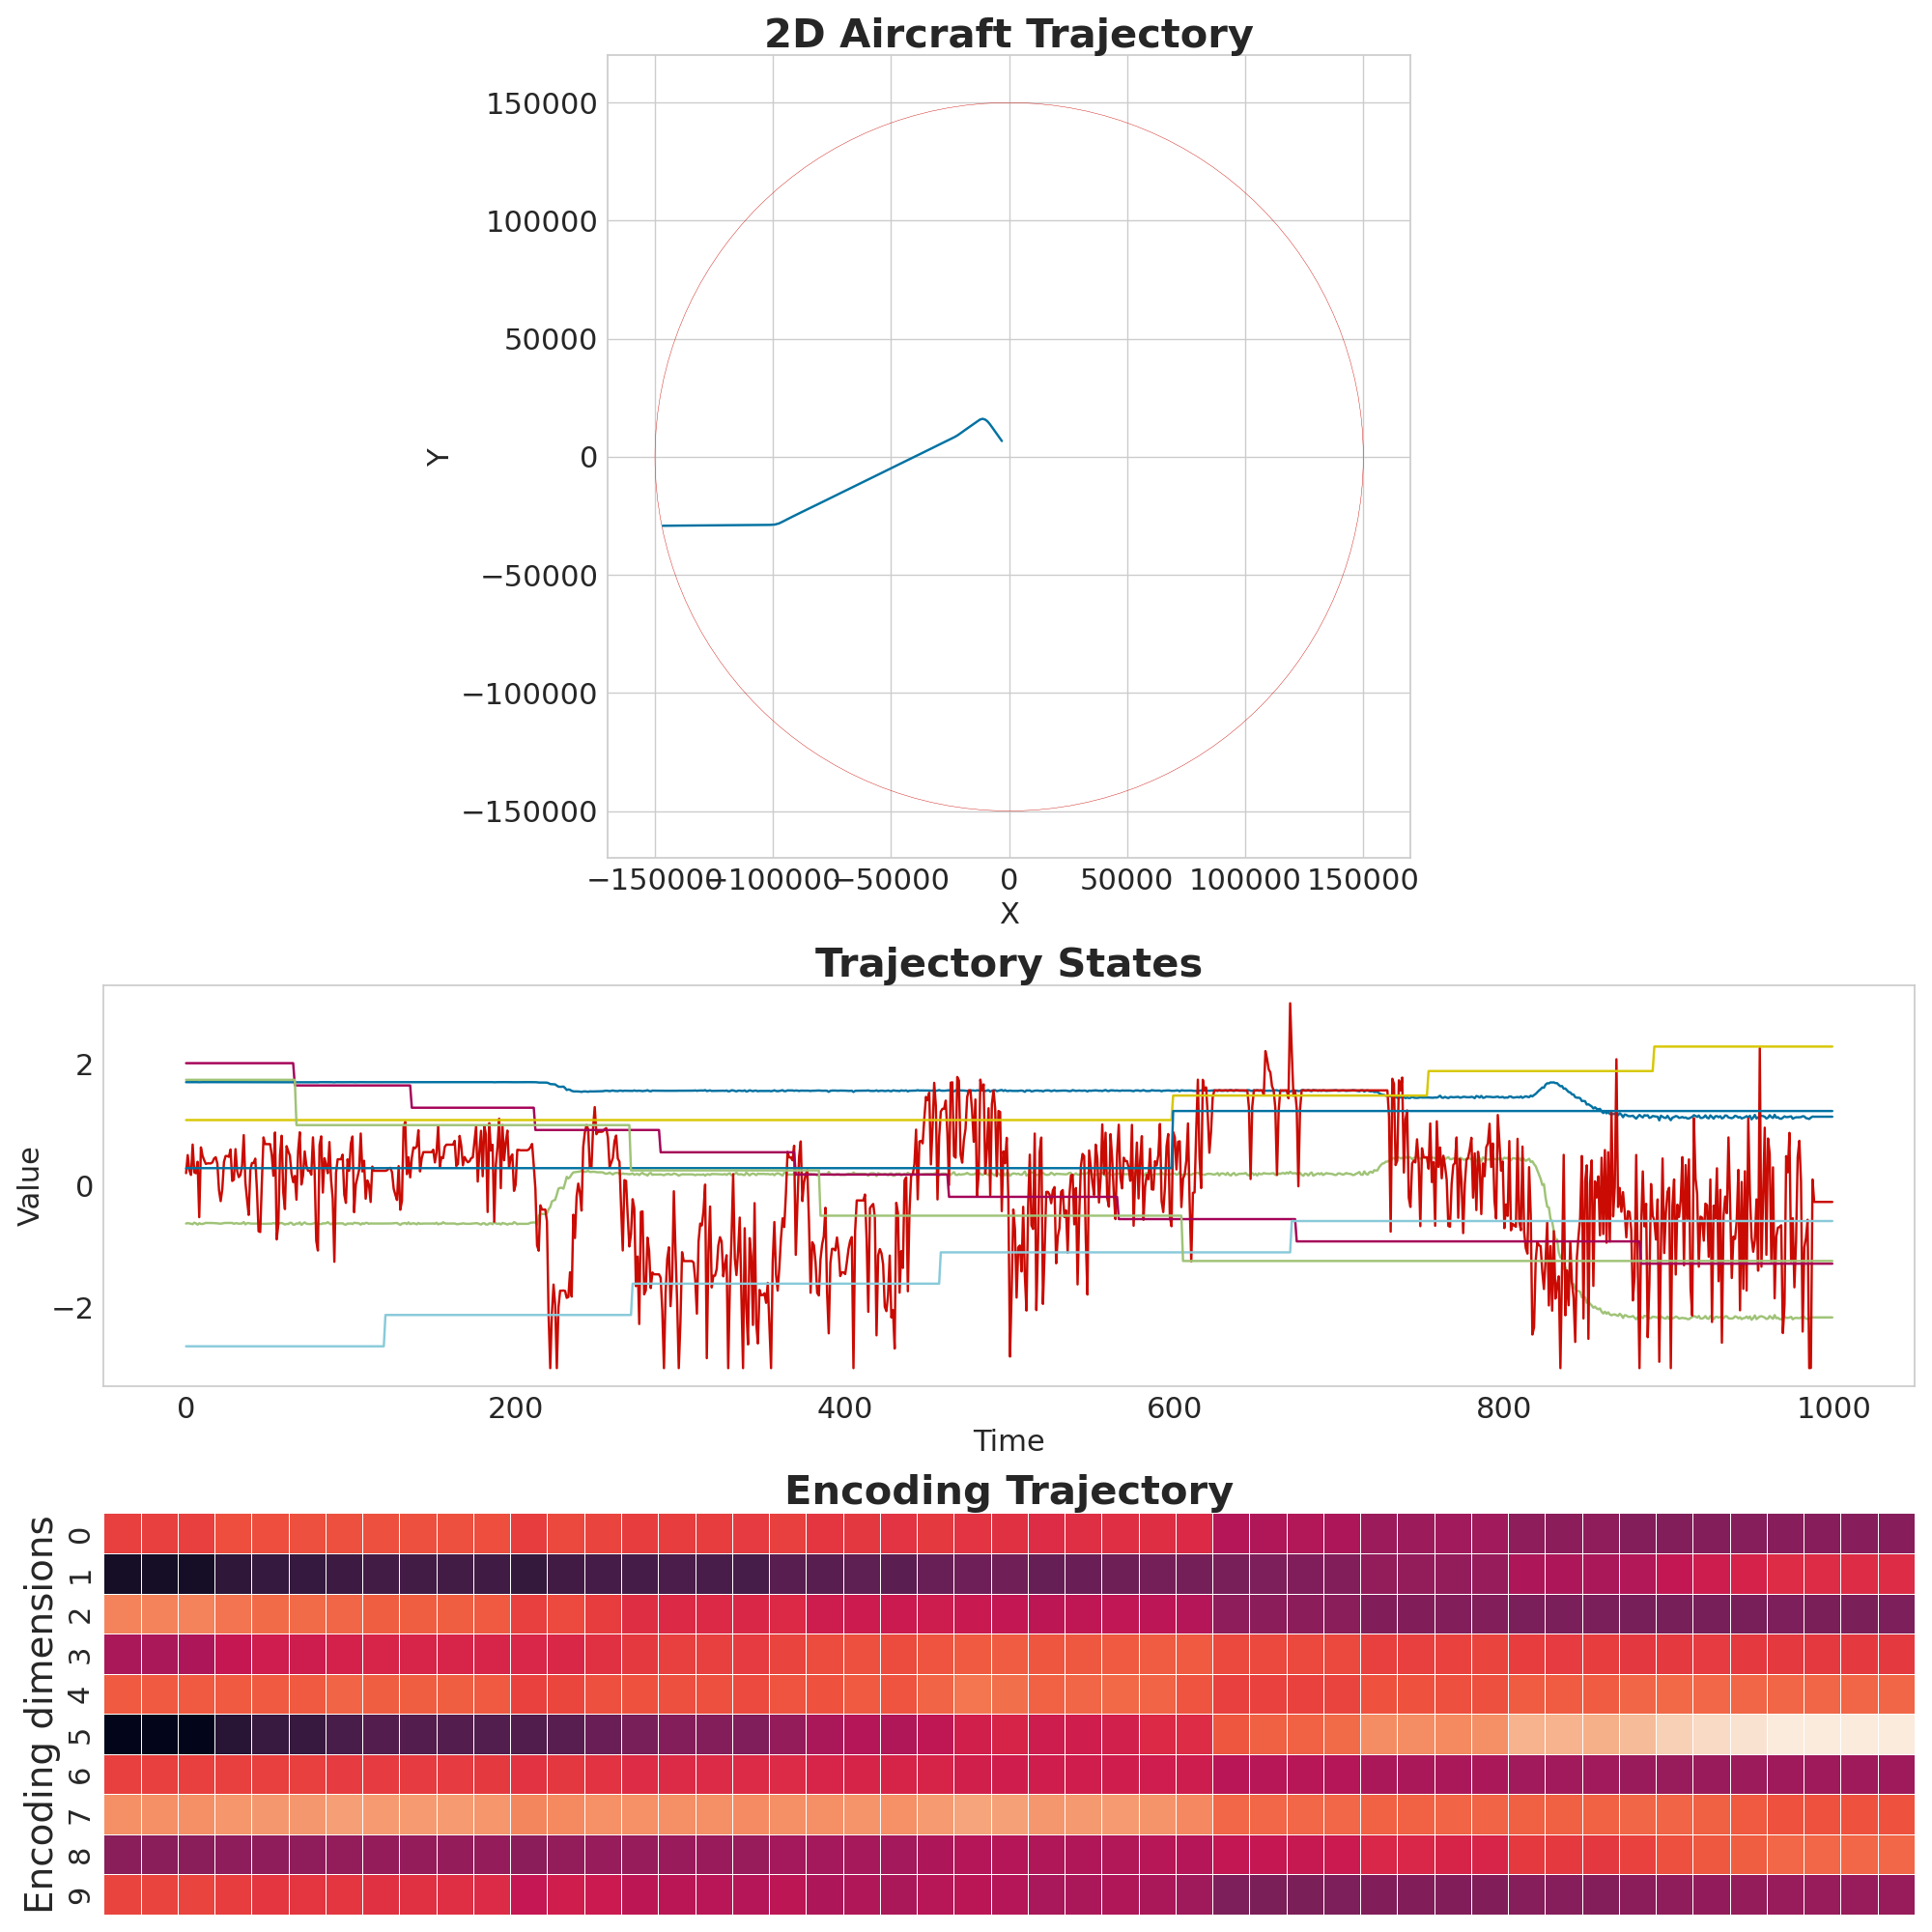 2D Aircraft Trajectory
150000
100000
50000
0
−50000
−100000
−150000
Y
−150000 −100000 −50000 0 50000 100000 150000
X
Trajectory States
2
0
−2
Value
0 200 400 600 800 1000
Time
Encoding Trajectory
Encoding dimensions
0
1
2
3
4
5
6
7
8
9